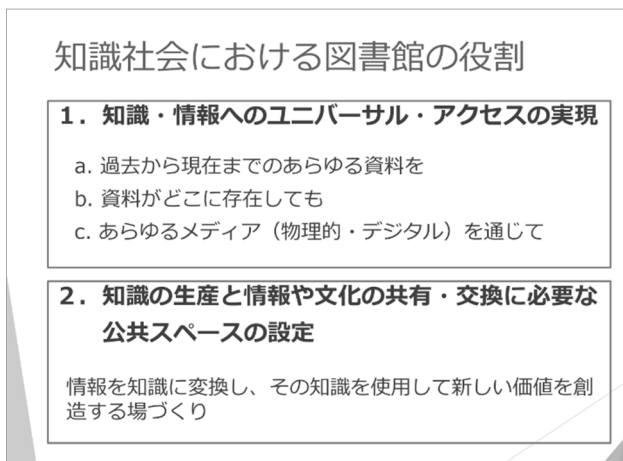 知識社会における図書館の役割
1．知識・情報へのユニバーサル・アクセスの実現
a. 過去から現在までのあらゆる資料を
b. 資料がどこに存在しても
c. あらゆるメディア（物理的・デジタル）を通じて
2．知識の生産と情報や文化の共有・交換に必要な
公共スペースの設定
情報を知識に変換し、その知識を使用して新しい価値を創
造する場づくり